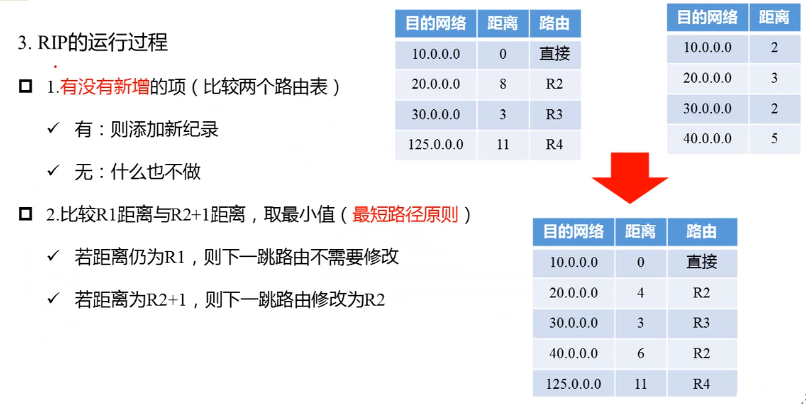 3. RIP的运行过程
1.有没有新增的项（比较两个路由表）
有：则添加新纪录
无：什么也不做
2.比较R1距离与R2+1距离，取最小值（最短路径原则）
若距离仍为R1，则下一跳路由不需要修改
若距离为R2+1，则下一跳路由修改为R2
目的网络 距离 路由
10.0.0.0 0 直接
20.0.0.0 8 R2
30.0.0.0 3 R3
125.0.0.0 11 R4
目的网络 距离
10.0.0.0 2
20.0.0.0 3
30.0.0.0 2
40.0.0.0 5
目的网络 距离 路由
10.0.0.0 0 直接
20.0.0.0 4 R2
30.0.0.0 3 R3
40.0.0.0 6 R2
125.0.0.0 11 R4